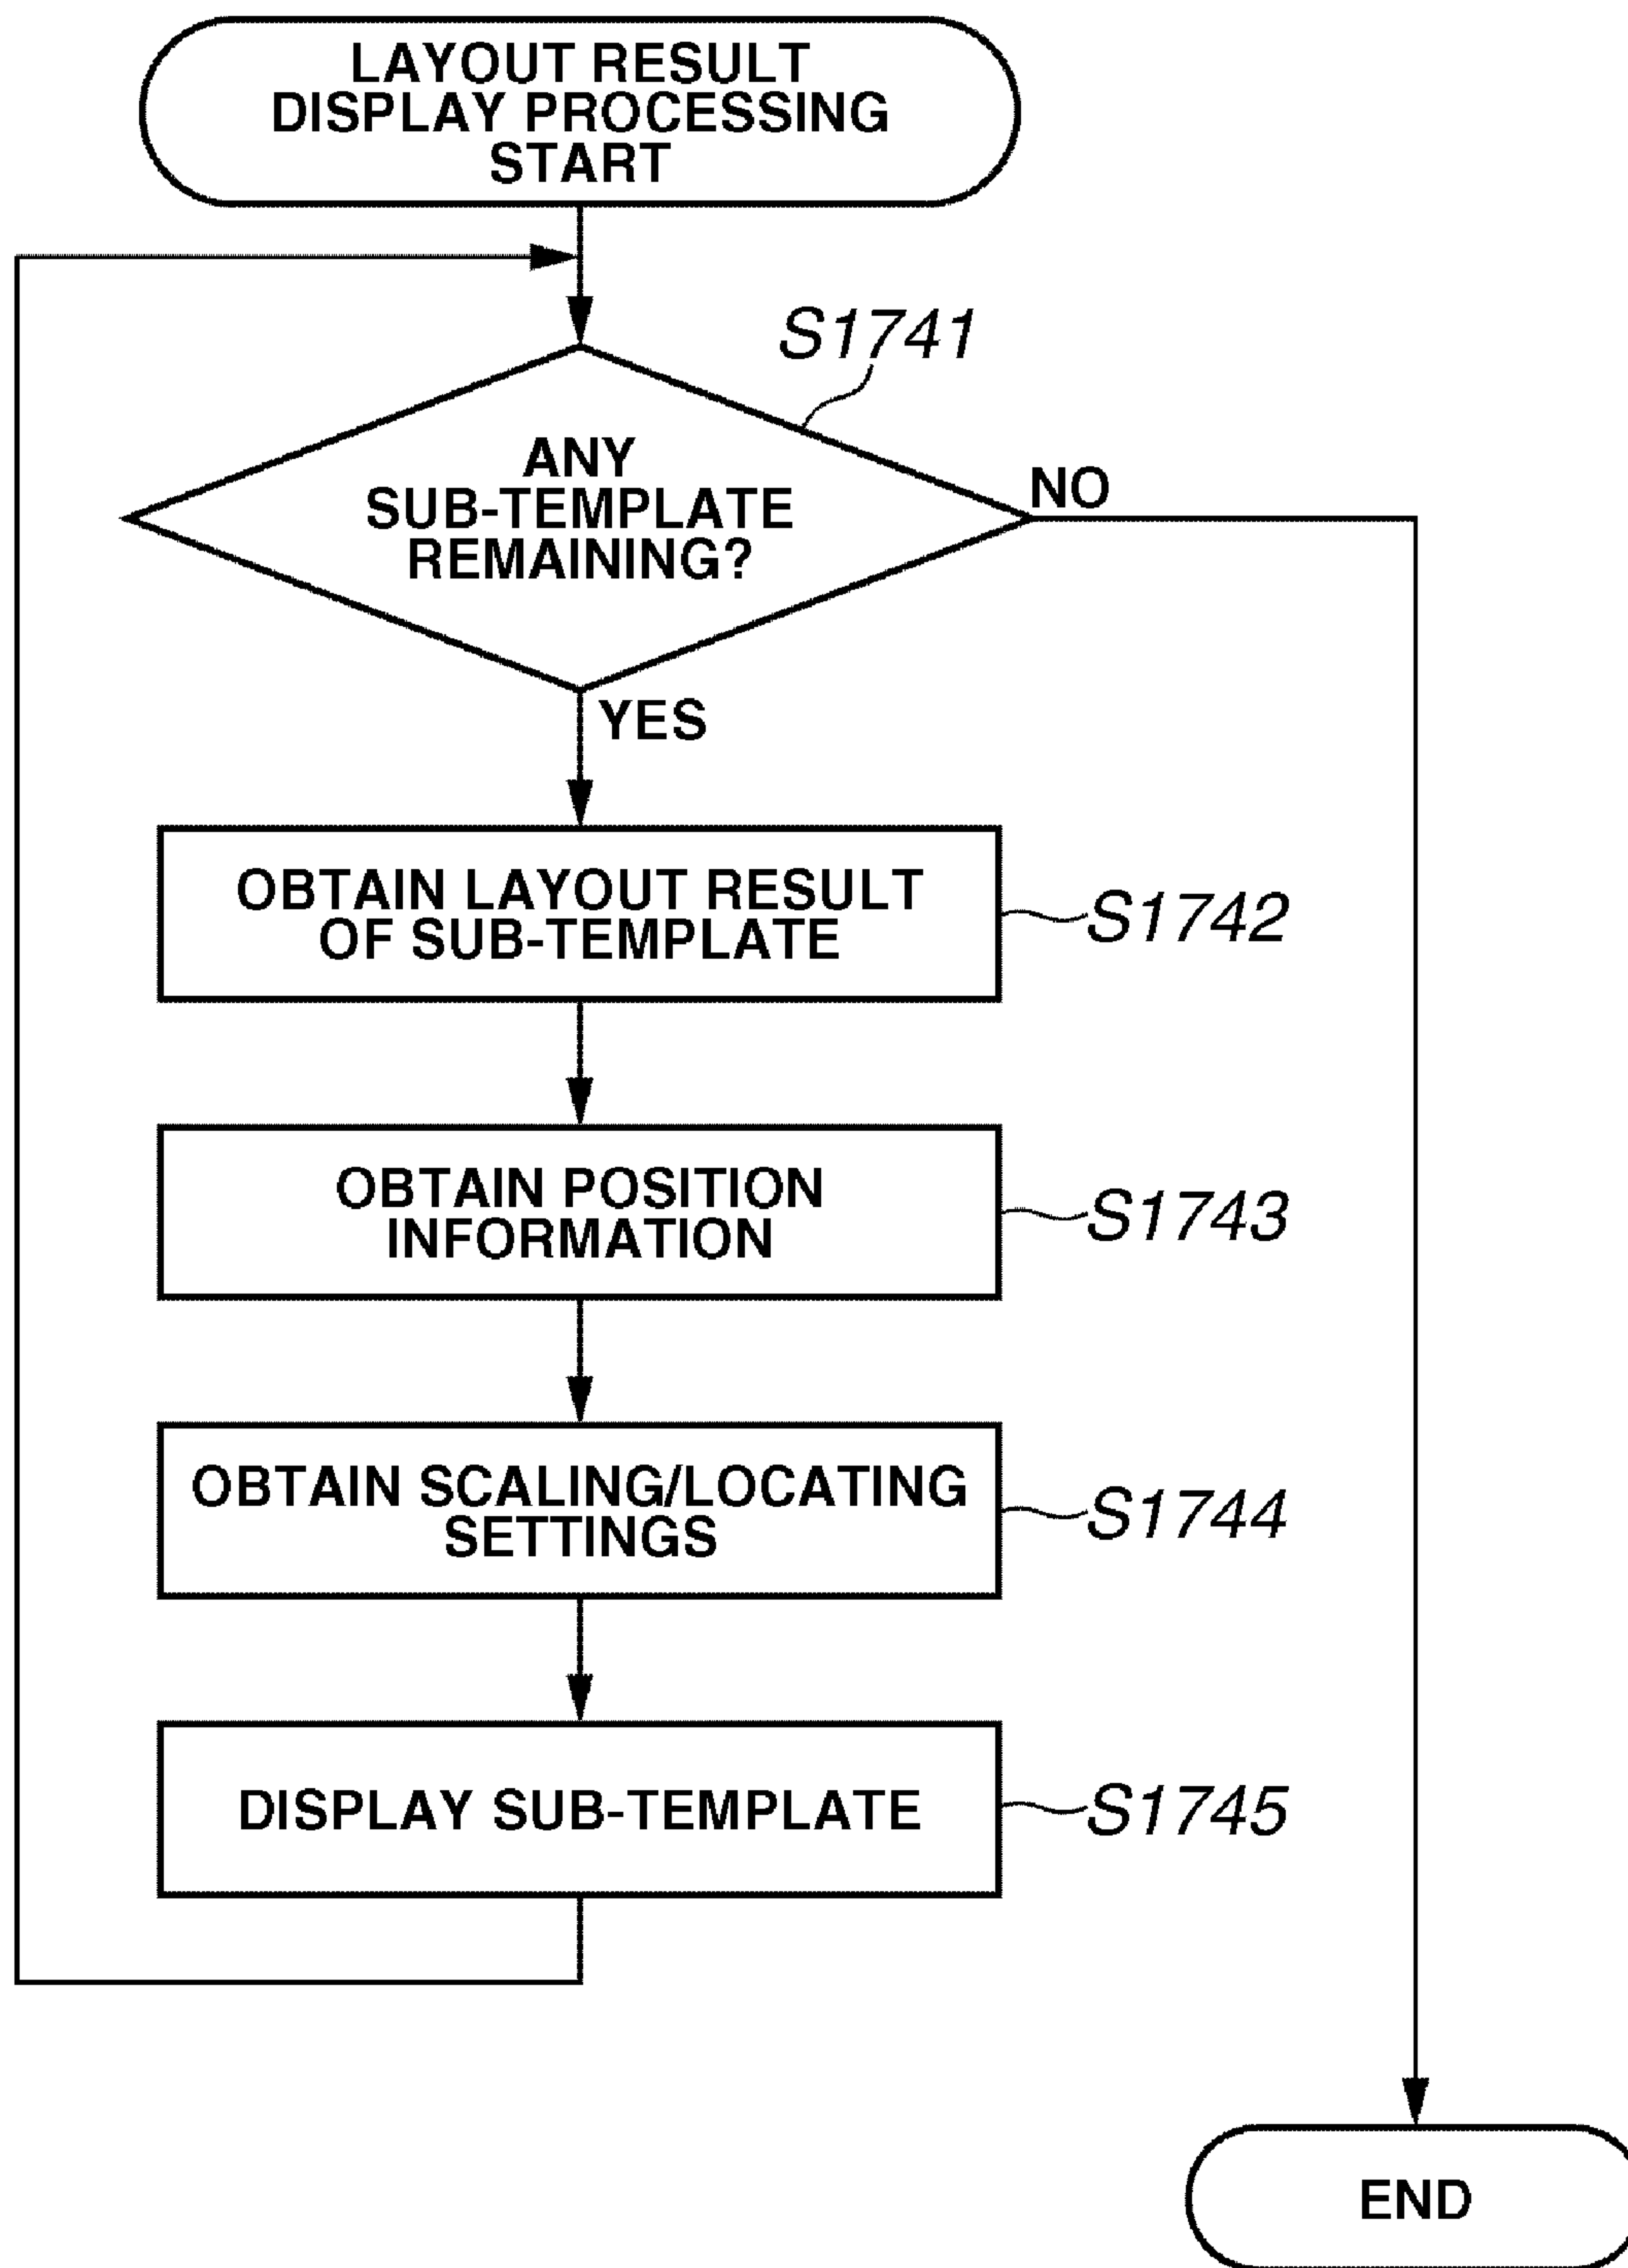 LAYOUT RESULT
DISPLAY PROCESSING
START
S1741
ANY
SUB-TEMPLATE
REMAINING?
NO
YES
OBTAIN LAYOUT RESULT
OF SUB-TEMPLATE
S1742
OBTAIN POSITION
INFORMATION
S1743
OBTAIN SCALING/LOCATING
SETTINGS
S1744
DISPLAY SUB-TEMPLATE
S1745
END